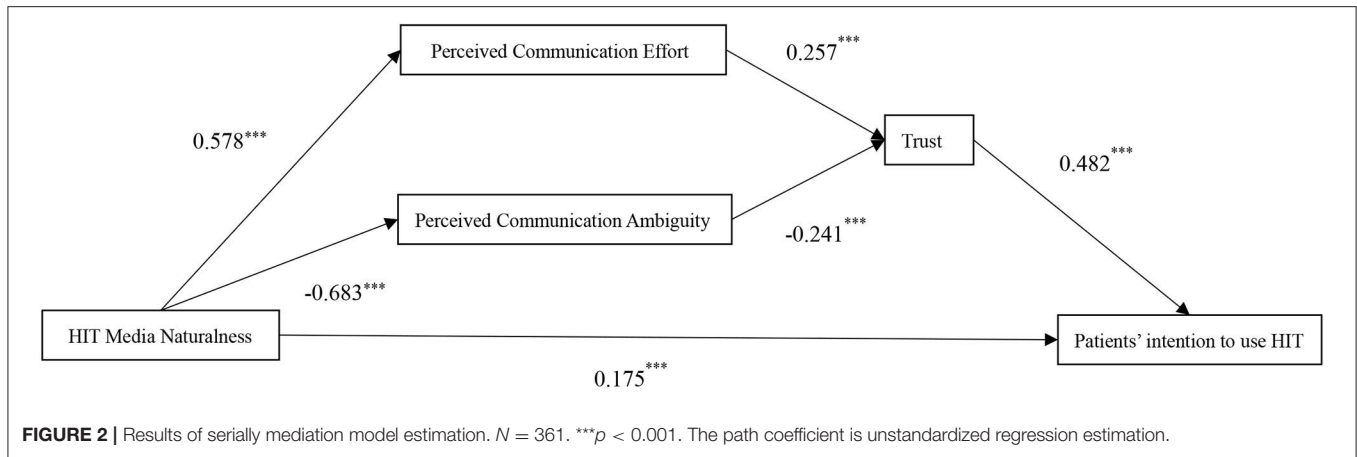 Perceived Communication Effort
0.257***
0.578***
Trust
0.482***
Perceived Communication Ambiguity
-0.241***
-0.683***
HIT Media Naturalness
Patients' intention to use HIT
0.175***
FIGURE 2 | Results of serially mediation model estimation. N = 361. ***p < 0.001. The path coefficient is unstandardized regression estimation.